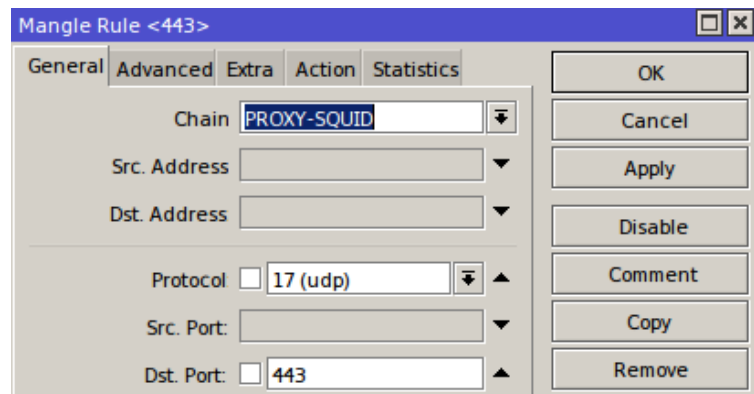 Mangle Rule <443>
General Advanced Extra Action Statistics
OK
Chain PROXY-SQUID
Cancel
Src. Address
Apply
Dst. Address
Disable
Protocol 17 (udp)
Comment
Src. Port:
Copy
Dst. Port: 443
Remove